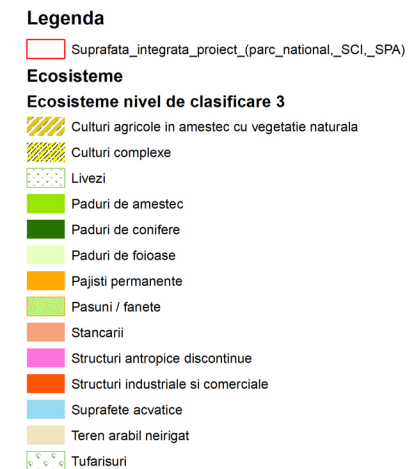 Legenda
Suprafata_integrata_proiect_(parc_national,_SCI,_SPA)
Ecosisteme
Ecosisteme nivel de clasificare 3
Culturi agricole in amestec cu vegetatie naturala
Culturi complexe
Livezi
Paduri de amestec
Paduri de conifere
Paduri de foioase
Pajisti permanente
Pasuni / fanete
Stancarii
Structuri antropice discontinue
Structuri industriale si comerciale
Suprafete acvatice
Teren arabil neirigat
Tufarisuri